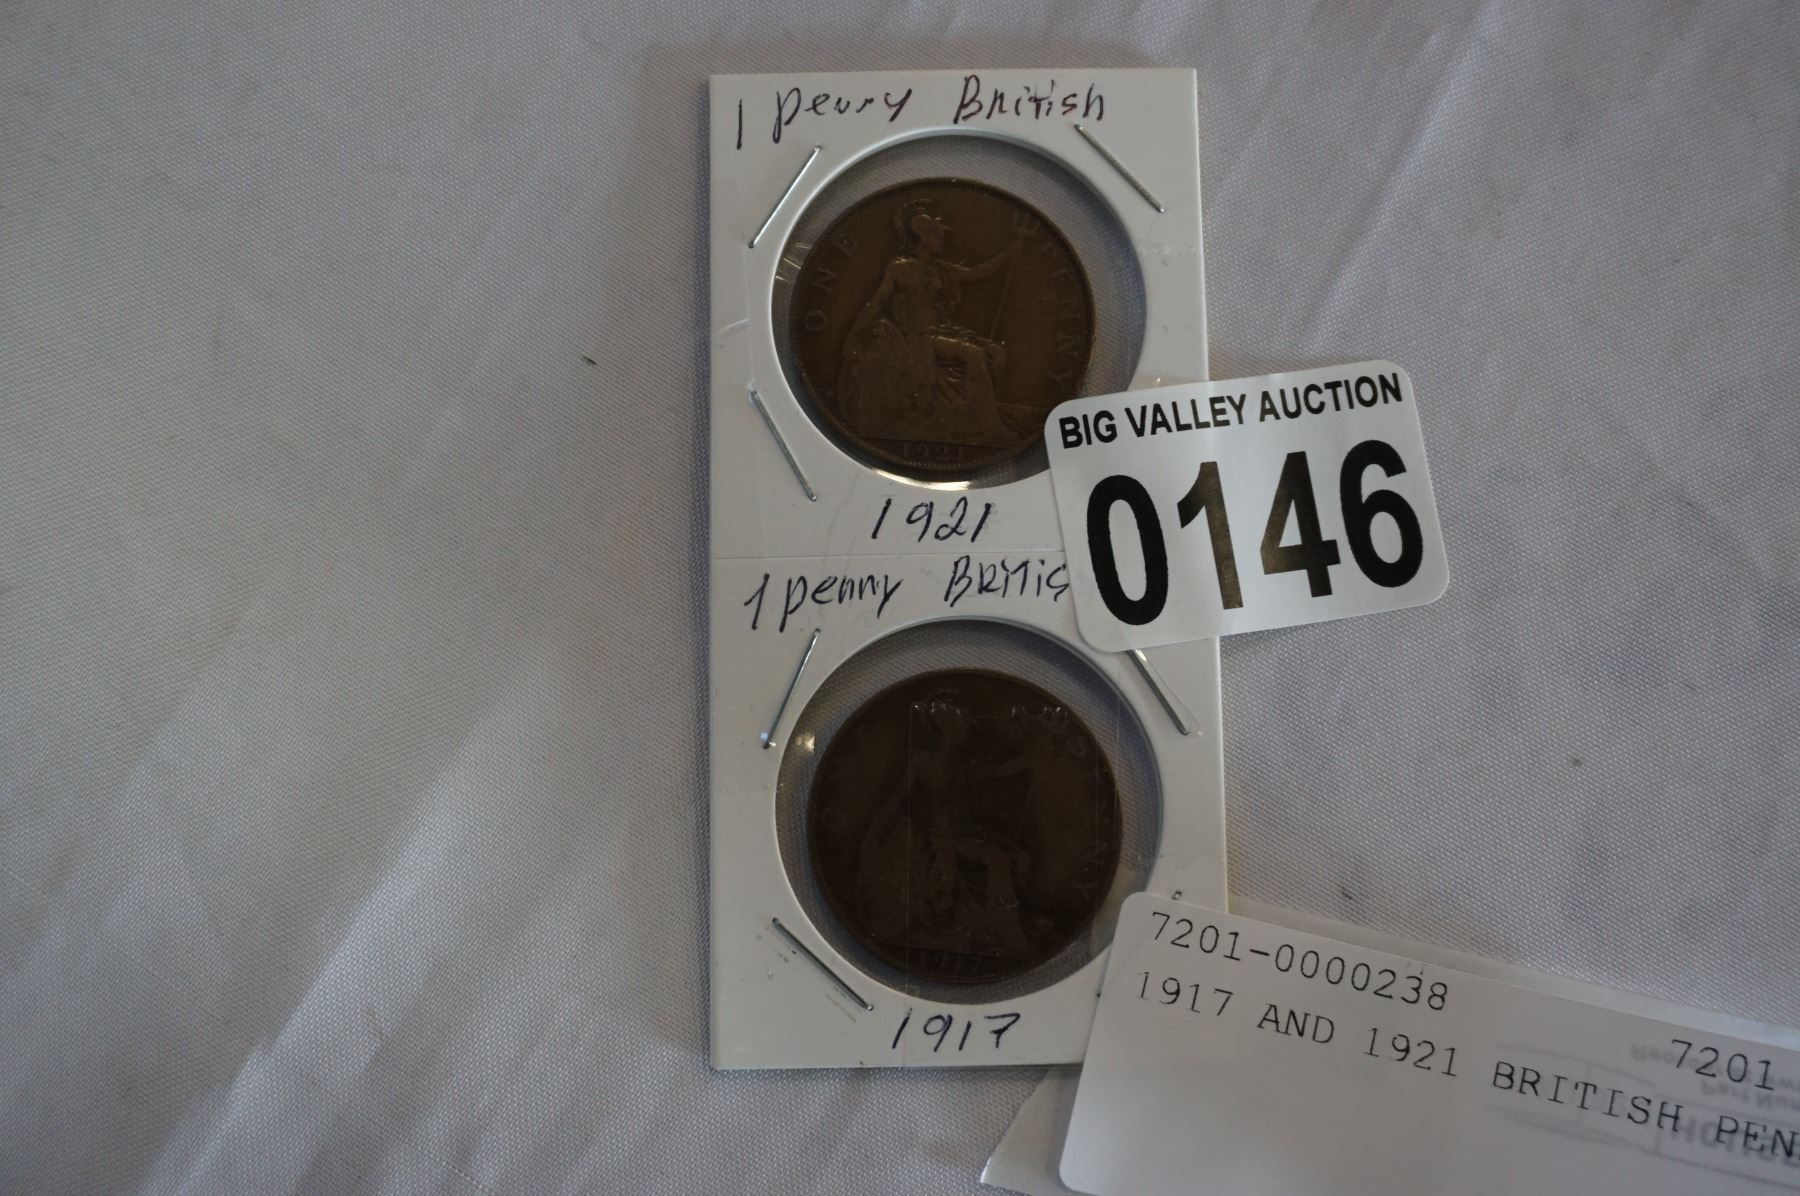 1 Penny British
ONE PENNY
1921
1921
BIG VALLEY AUCTION
0146
1 penny Britis
1917
1917
7201-0000238
7201
1917 AND 1921 BRITISH PEN